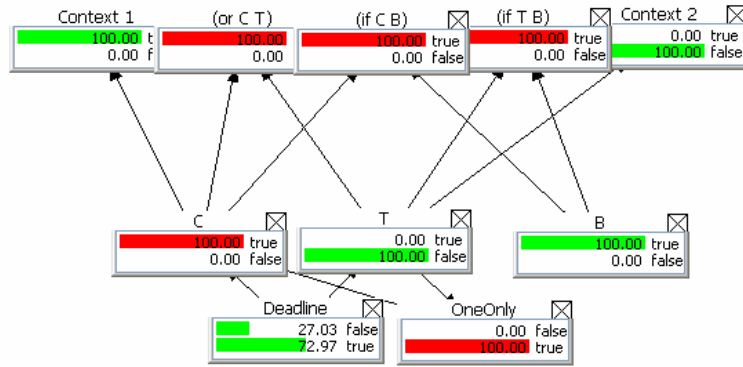 Context 1
100.00 t
0.00 f
(or C T)
100.00
0.00
(if C B)
100.00 true
0.00 false
(if T B)
100.00 true
0.00 false
Context 2
0.00 true
100.00 false
C
100.00 true
0.00 false
T
0.00 true
100.00 false
B
100.00 true
0.00 false
Deadline
27.03 false
72.97 true
OneOnly
0.00 false
100.00 true